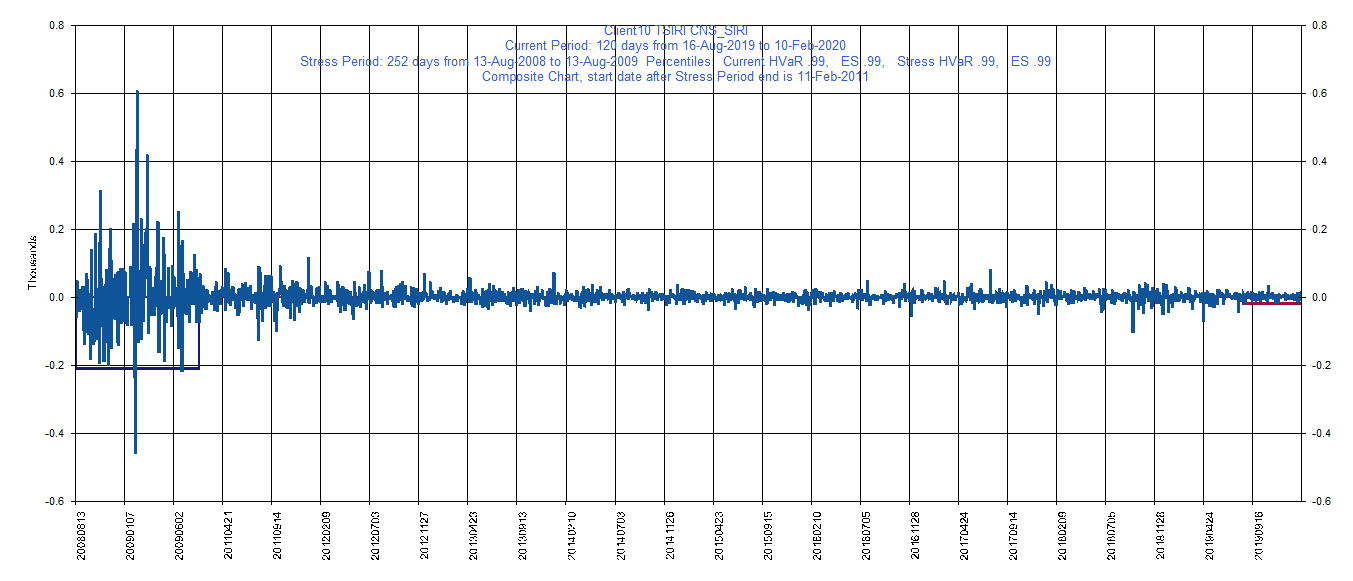 Client10 TSIRI CNS_SIRI
Current Period: 120 days from 16-Aug-2019 to 10-Feb-2020
Stress Period: 252 days from 13-Aug-2008 to 13-Aug-2009 Percentiles: Current HVaR .99, ES .99, Stress HVaR .99, ES .99
Composite Chart, start date after Stress Period end is 11-Feb-2011
0.8 0.8
0.6 0.6
0.4 0.4
0.2 0.2
Thousands
0.0 0.0
-0.2 -0.2
-0.4 -0.4
-0.6 -0.6
20080813 20090107 20090602 20110421 20110914 20120209 20120703 20121127 20130423 20130913 20140210 20140703 20141126 20150423 20150915 20160210 20160705 20161128 20170424 20170914 20180209 20180705 20181128 20190424 20190916